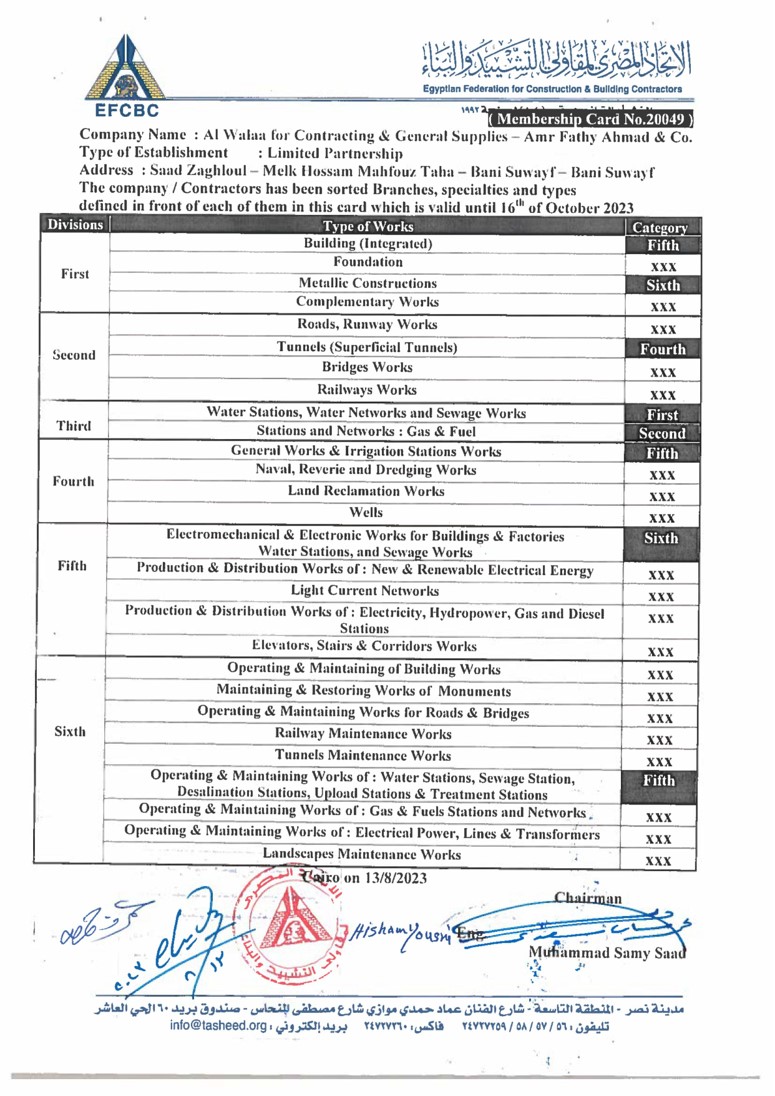 EFCBC
الاتحاد المصرى لمقاولى التشييد والبناء
Egyptian Federation for Construction & Building Contractors
١٩٩٢
( Membership Card No.20049 )
Company Name : Al Walaa for Contracting & General Supplies – Amr Fathy Ahmad & Co.
Type of Establishment : Limited Partnership
Address : Saad Zaghloul – Melk Hossam Mahfouz Taha – Bani Suwayf – Bani Suwayf
The company / Contractors has been sorted Branches, specialties and types
defined in front of each of them in this card which is valid until 16th of October 2023
Divisions Type of Works Category
First
Building (Integrated) Fifth
Foundation xxx
Metallic Constructions Sixth
Complementary Works xxx
Second
Roads, Runway Works xxx
Tunnels (Superficial Tunnels) Fourth
Bridges Works xxx
Railways Works xxx
Third
Water Stations, Water Networks and Sewage Works First
Stations and Networks : Gas & Fuel Second
Fourth
General Works & Irrigation Stations Works Fifth
Naval, Reverie and Dredging Works xxx
Land Reclamation Works xxx
Wells xxx
Fifth
Electromechanical & Electronic Works for Buildings & Factories Sixth
Water Stations, and Sewage Works
Production & Distribution Works of : New & Renewable Electrical Energy xxx
Light Current Networks xxx
Production & Distribution Works of : Electricity, Hydropower, Gas and Diesel xxx
Stations
Elevators, Stairs & Corridors Works xxx
Sixth
Operating & Maintaining of Building Works xxx
Maintaining & Restoring Works of Monuments xxx
Operating & Maintaining Works for Roads & Bridges xxx
Railway Maintenance Works xxx
Tunnels Maintenance Works xxx
Operating & Maintaining Works of : Water Stations, Sewage Station, Fifth
Desalination Stations, Upload Stations & Treatment Stations
Operating & Maintaining Works of : Gas & Fuels Stations and Networks xxx
Operating & Maintaining Works of : Electrical Power, Lines & Transformers xxx
Landscapes Maintenance Works xxx
Cairo on 13/8/2023
Chairman
Hisham Yousri
Eng
Muhammad Samy Saad
الاتحاد المصرى
لمقاولى التشييد والبناء
مدينة نصر - المنطقة التاسعة - شارع الفنان عماد حمدي موازي شارع مصطفى النحاس - صندوق بريد ٦٠ الحي العاشر
تليفون : ٥٦ / ٥٧ / ٥٨ / ٢٤٧٢٧٢٥٩ فاكس: ٢٤٧٢٧٢٦٠ بريد إلكتروني : info@tasheed.org